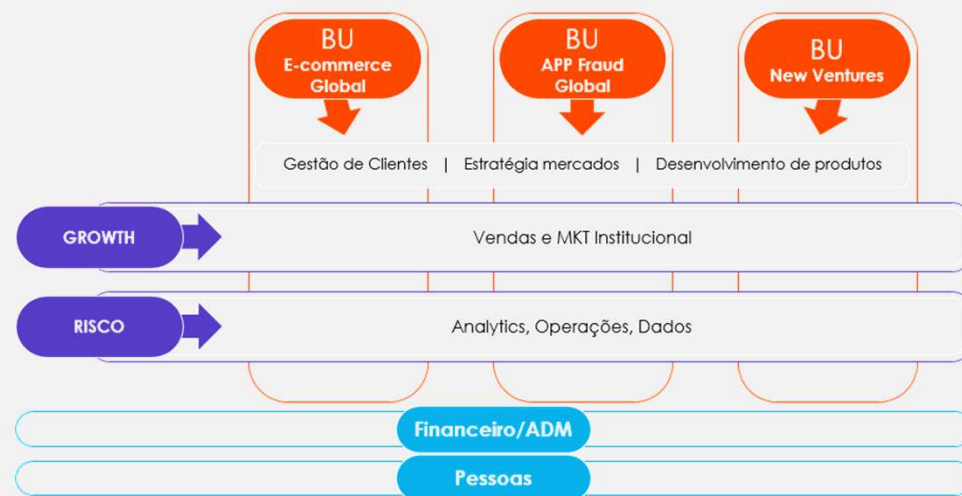 BU
E-commerce
Global
BU
APP Fraud
Global
BU
New Ventures
Gestão de Clientes | Estratégia mercados | Desenvolvimento de produtos
GROWTH
Vendas e MKT Institucional
RISCO
Analytics, Operações, Dados
Financeiro/ADM
Pessoas